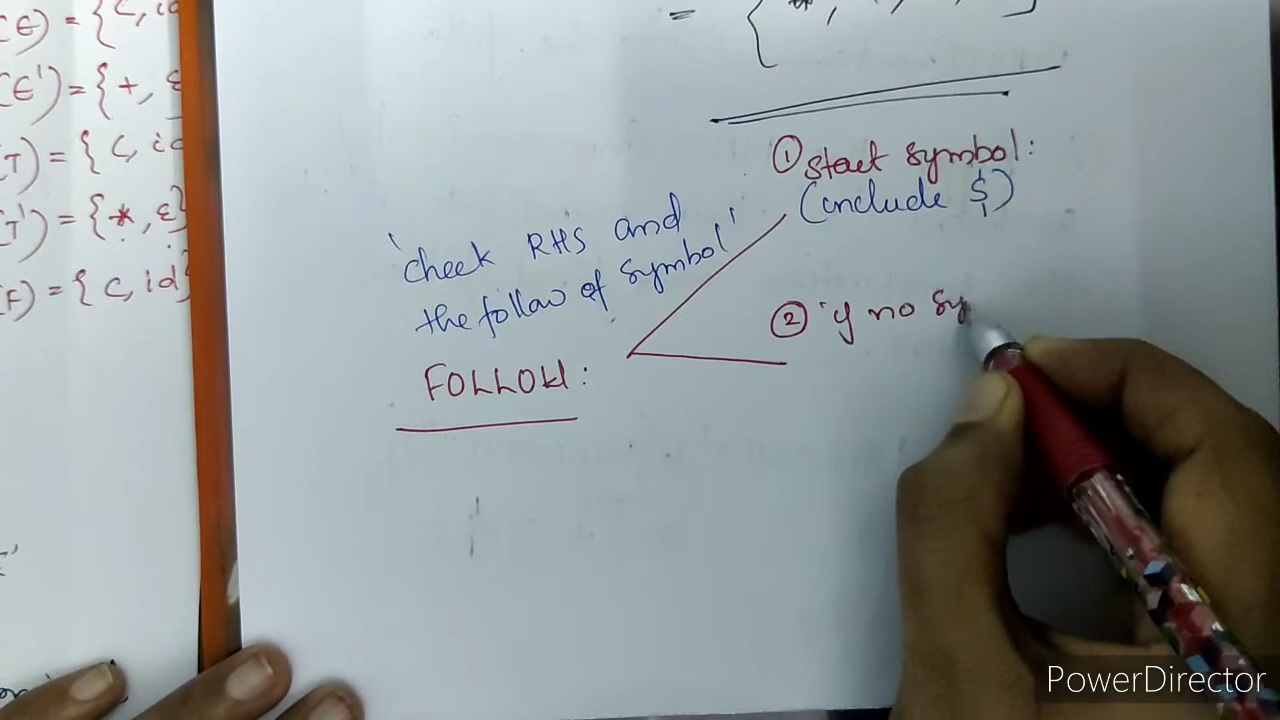 (E) = { (, id
(E') = { +, ε
(T) = { (, id
(T') = { *, ε}
(F) = { (, id}
= { *,
① start symbol:
(include $)
'check RHS and
the follow of symbol'
② if no sy
FOLLOW:
PowerDirector